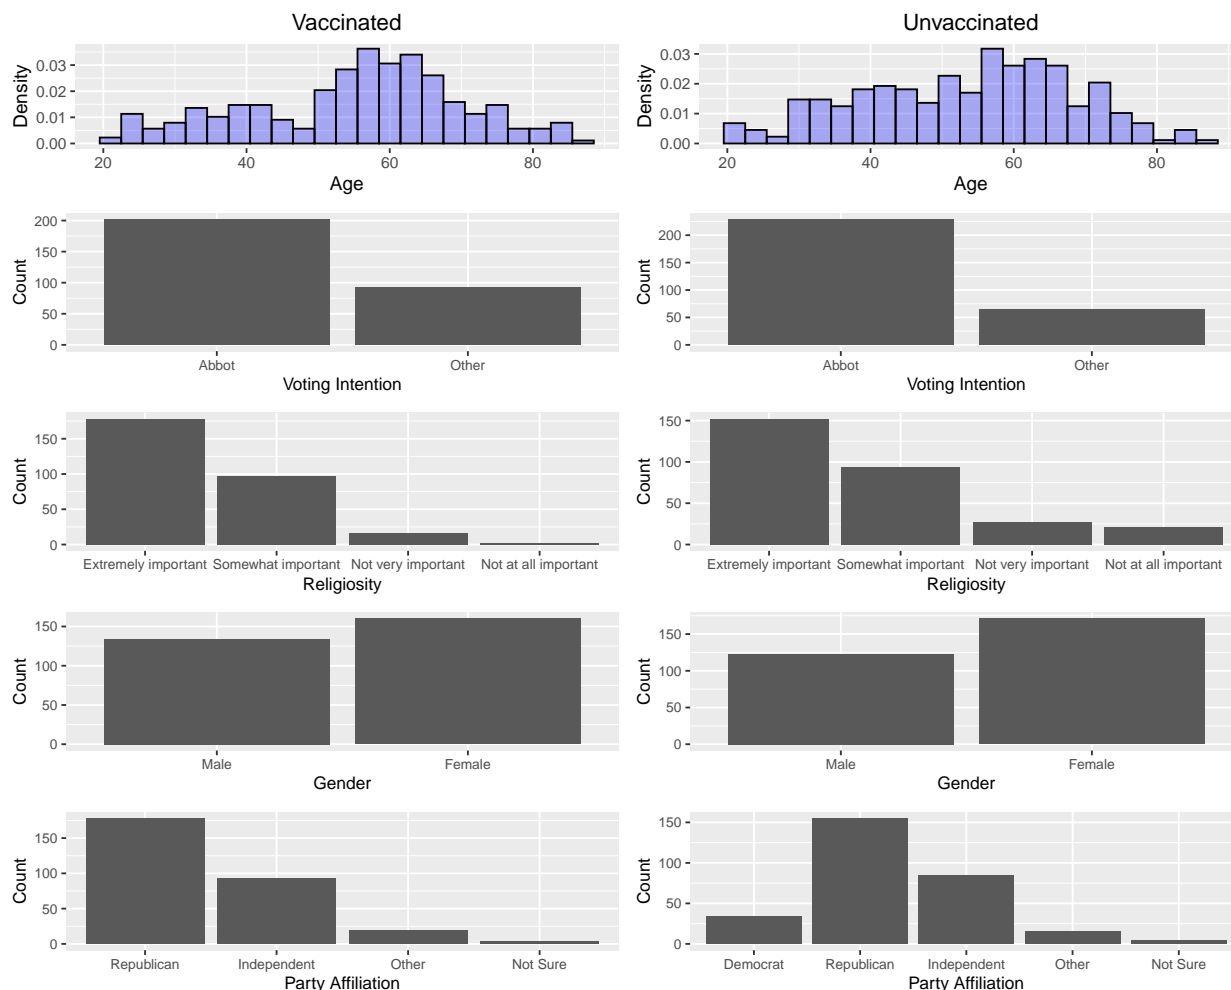 Vaccinated
Density
0.03
0.02
0.01
0.00
20 40 60 80
Age
Count
200
150
100
50
0
Abbot Other
Voting Intention
Count
150
100
50
0
Extremely important Somewhat important Not very important Not at all important
Religiosity
Count
150
100
50
0
Male Female
Gender
Count
150
100
50
0
Republican Independent Other Not Sure
Party Affiliation
Unvaccinated
Density
0.03
0.02
0.01
0.00
20 40 60 80
Age
Count
200
150
100
50
0
Abbot Other
Voting Intention
Count
150
100
50
0
Extremely important Somewhat important Not very important Not at all important
Religiosity
Count
150
100
50
0
Male Female
Gender
Count
150
100
50
0
Democrat Republican Independent Other Not Sure
Party Affiliation